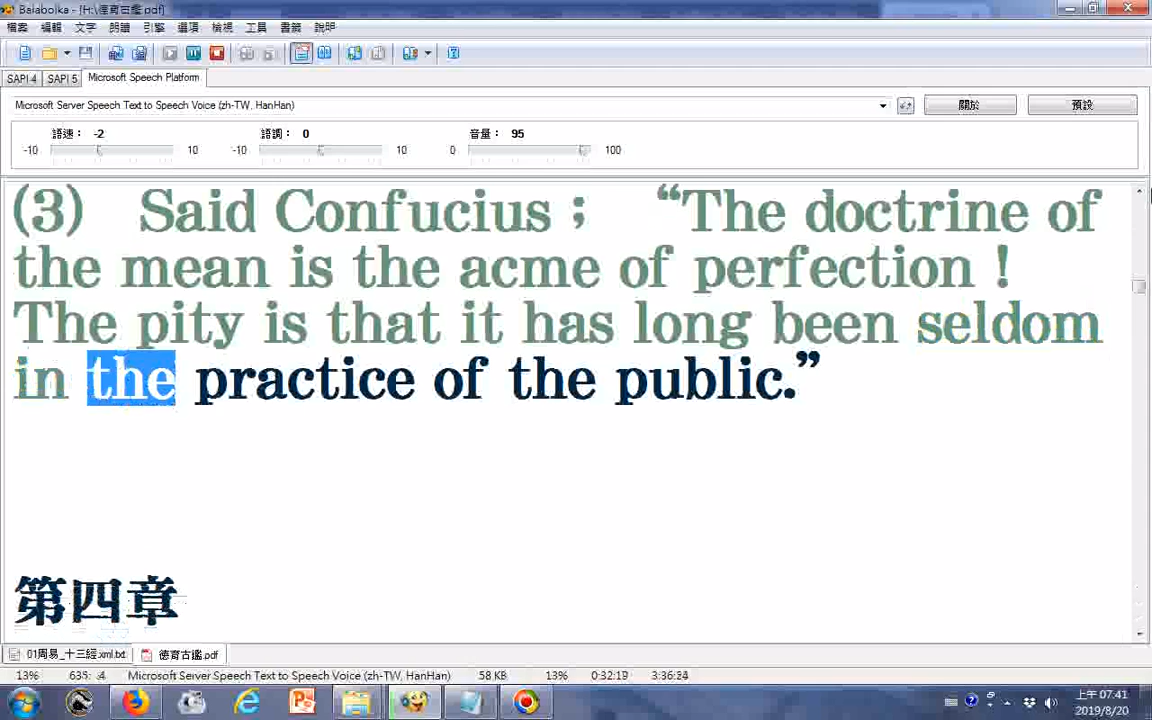 Balabolka - [H:\德育古鑑.pdf]
檔案 編輯 文字 朗讀 引擎 選項 檢視 工具 書籤 說明
SAPI 4 SAPI 5 Microsoft Speech Platform
Microsoft Server Speech Text to Speech Voice (zh-TW, HanHan) 關於 預設
語速： -2 語調： 0 音量： 95
-10 10 -10 10 0 100
(3) Said Confucius； “The doctrine of
the mean is the acme of perfection！
The pity is that it has long been seldom
in the practice of the public.”
第四章
01周易_十三經.xml.txt 德育古鑑.pdf
13% 635: 4 Microsoft Server Speech Text to Speech Voice (zh-TW, HanHan) 58 KB 13% 0:32:19 3:36:24
上午 07:41
2019/8/20